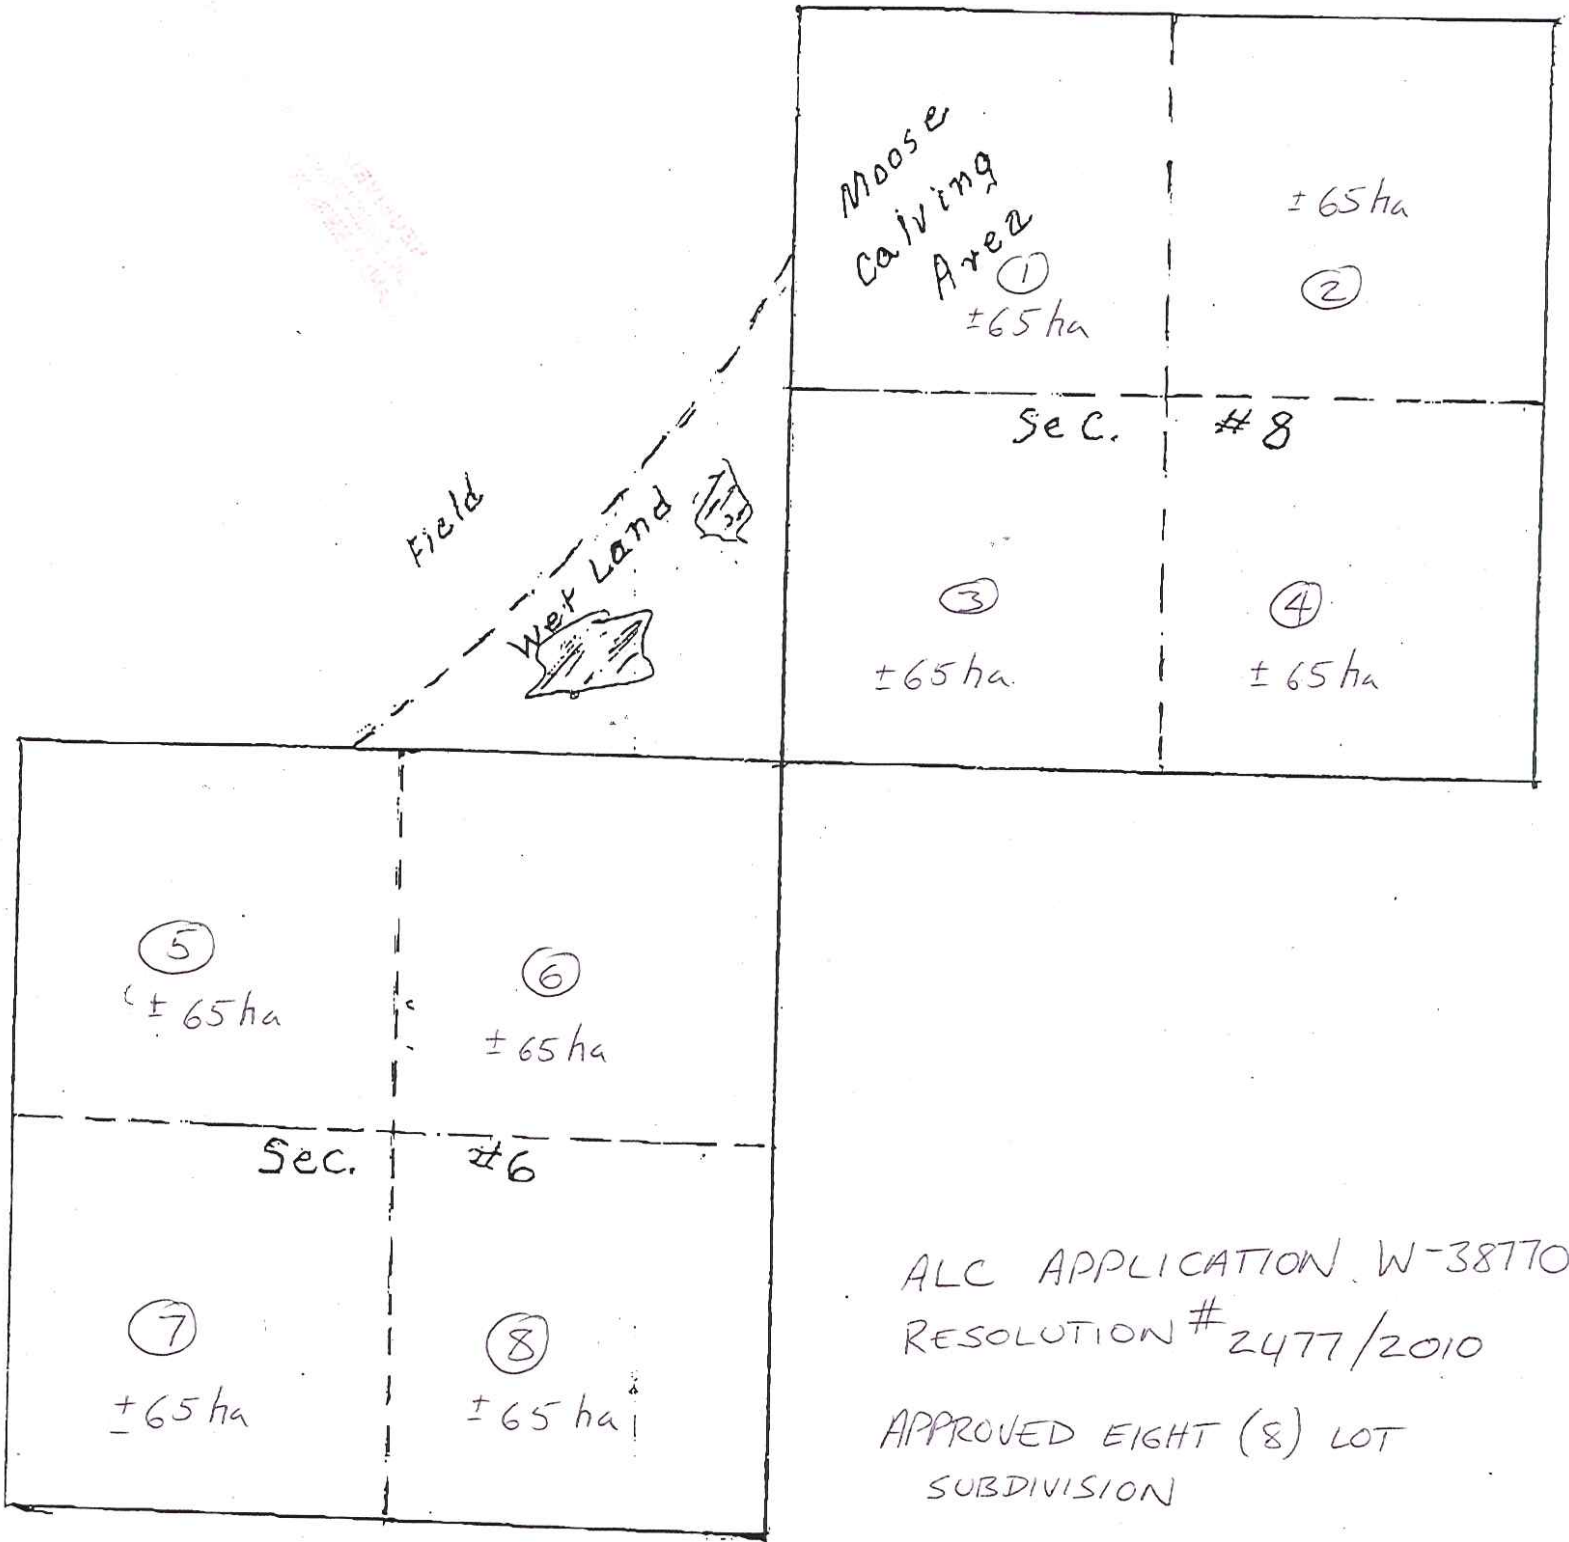 Moose
Calving
Area
①
±65 ha
±65 ha
②
Sec. #8
③
±65 ha
④
±65 ha
Field
Wet Land
⑤
±65 ha
⑥
±65 ha
Sec. #6
⑦
±65 ha
⑧
±65 ha
ALC APPLICATION W-38770
RESOLUTION # 2477/2010
APPROVED EIGHT (8) LOT
SUBDIVISION